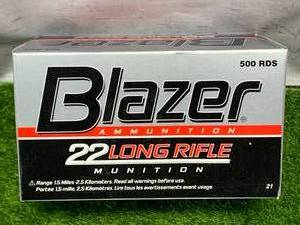 500 RDS
Blazer®
AMMUNITION
22 LONG RIFLE
MUNITION
⚠ Range 1.5 Miles 2.5 Kilometers. Read all warnings before use.
Portée 1.5 mille, 2.5 Kilomètres. Lire tous les avertissements avant usage.
21